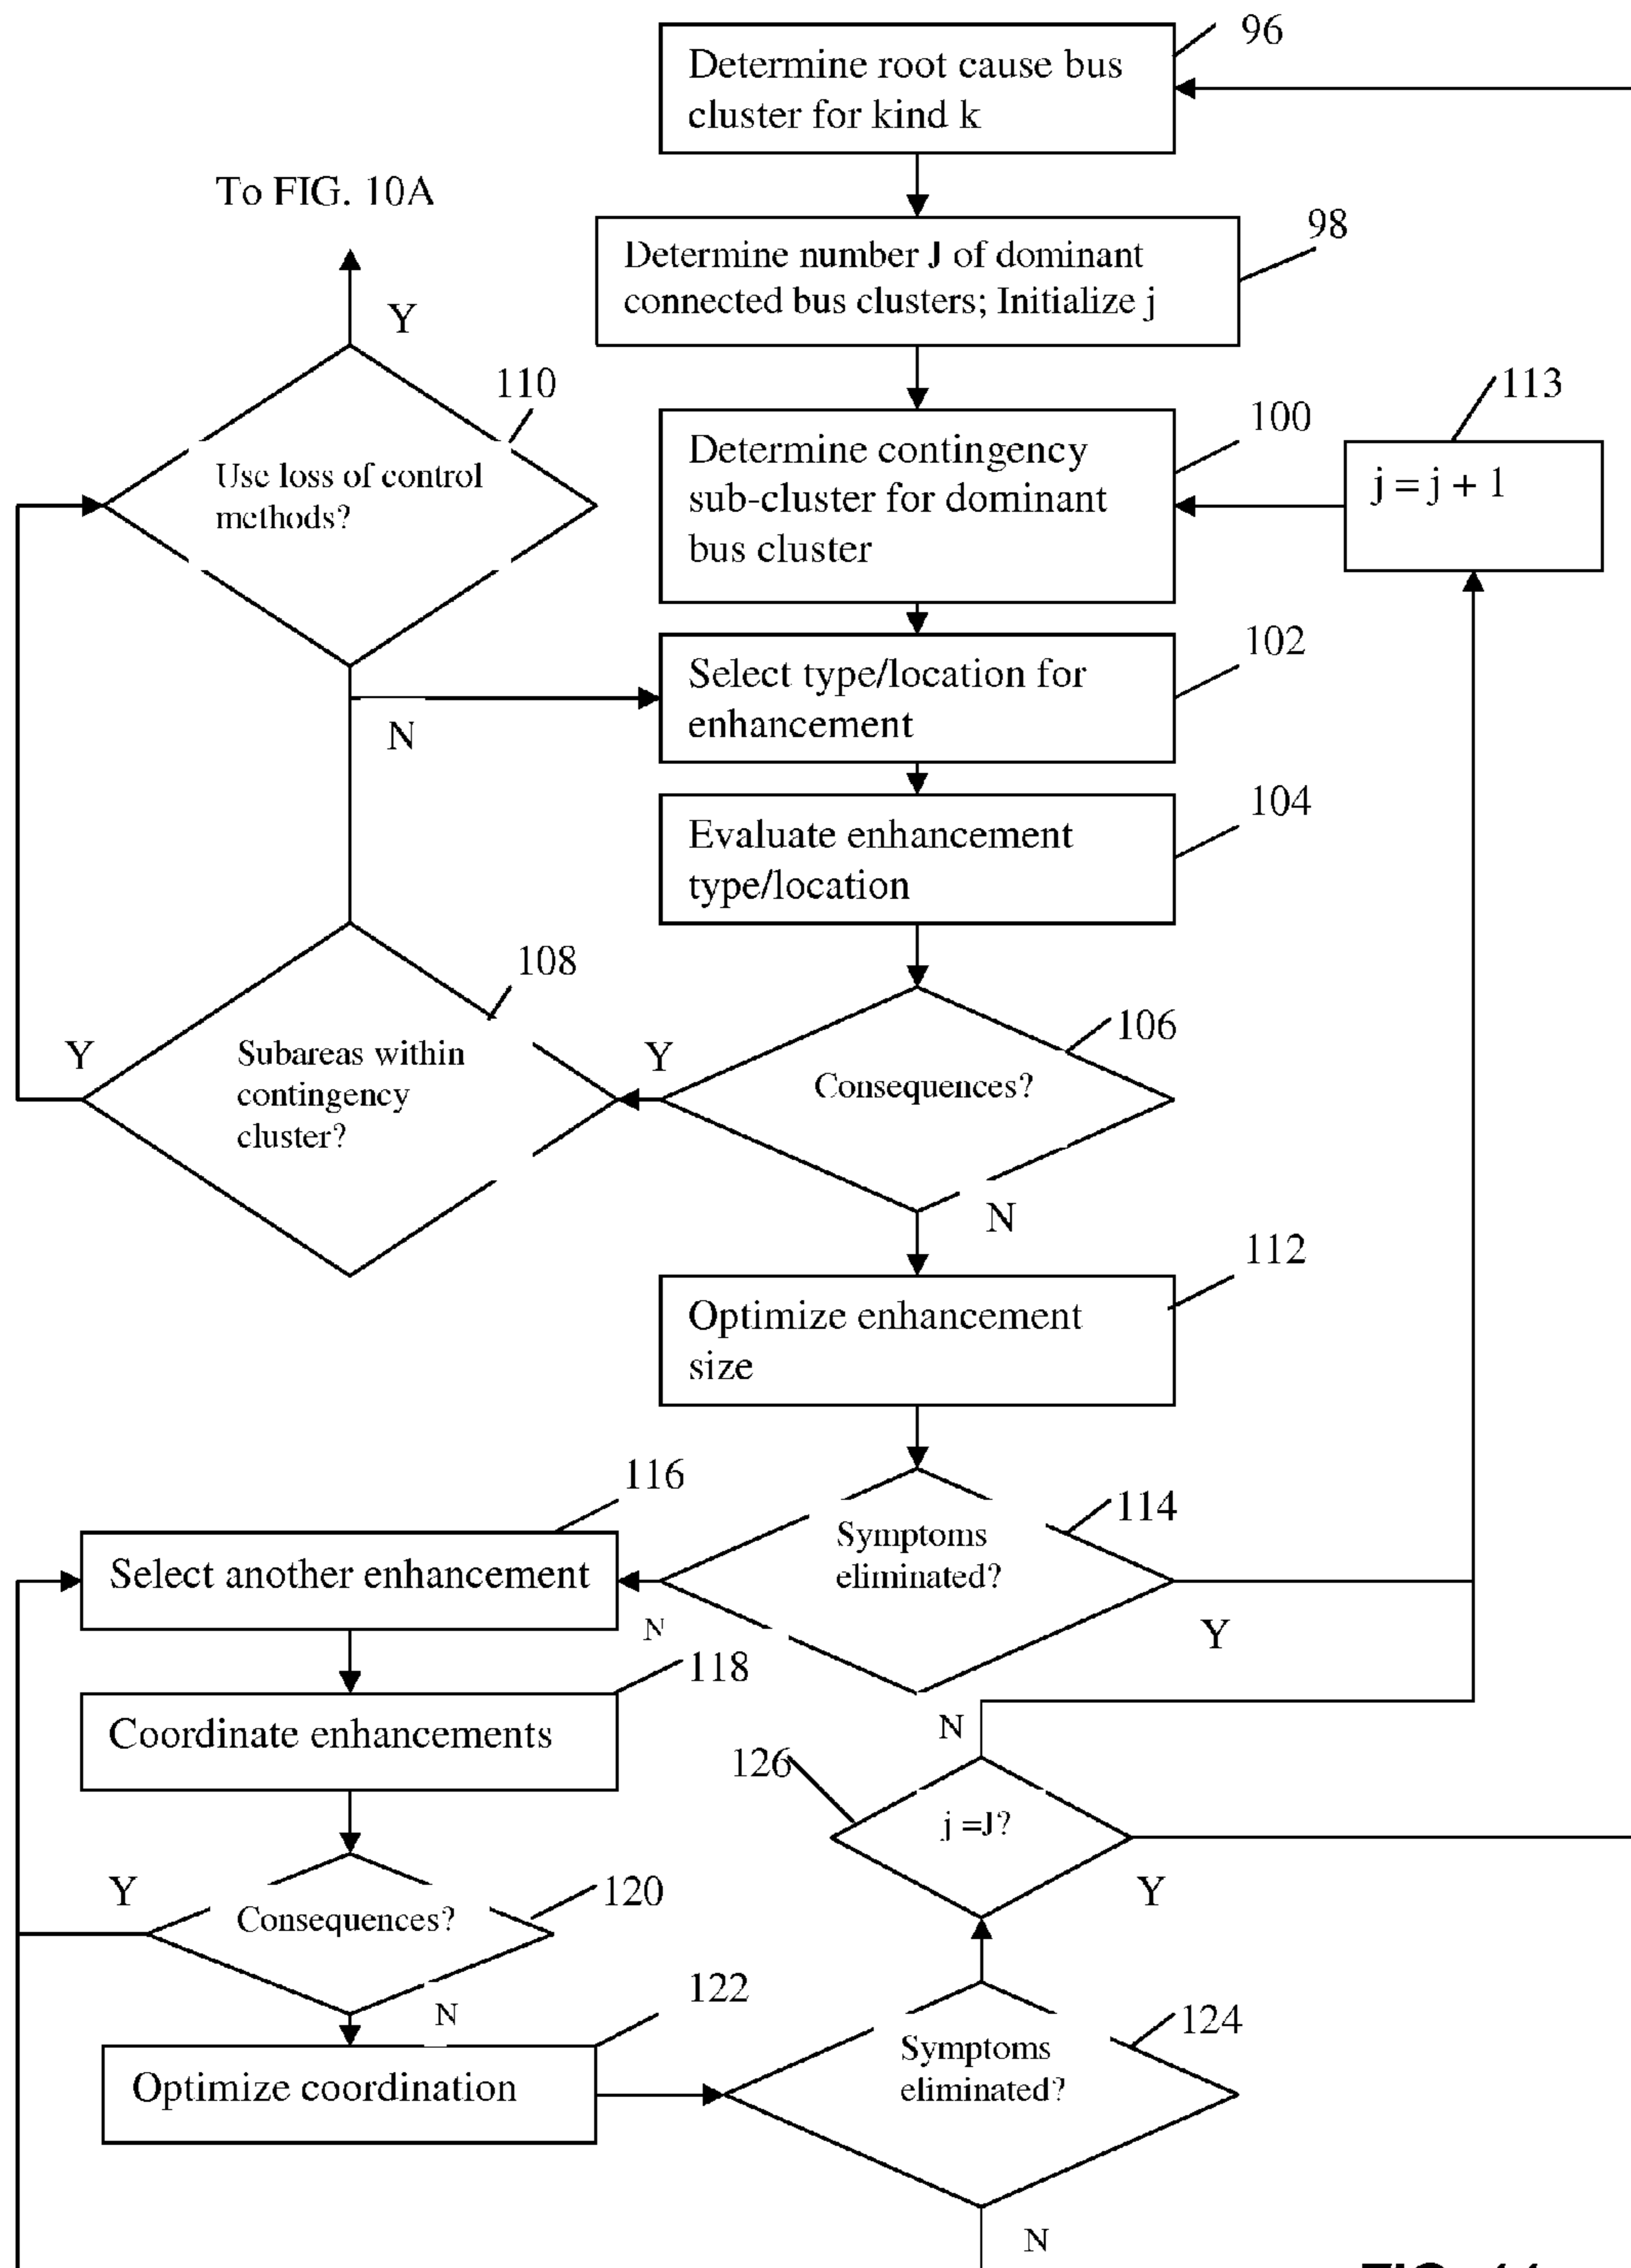 96
Determine root cause bus
cluster for kind k
To FIG. 10A
98
Determine number J of dominant
connected bus clusters; Initialize j
Y
110
Use loss of control
methods?
100
Determine contingency
sub-cluster for dominant
bus cluster
113
j = j + 1
102
Select type/location for
enhancement
N
104
Evaluate enhancement
type/location
108
Subareas within
contingency
cluster?
Y
Y
106
Consequences?
N
112
Optimize enhancement
size
116
Select another enhancement
114
Symptoms
eliminated?
N
Y
118
Coordinate enhancements
N
126
j =J?
Y
Y
120
Consequences?
N
122
Optimize coordination
124
Symptoms
eliminated?
N